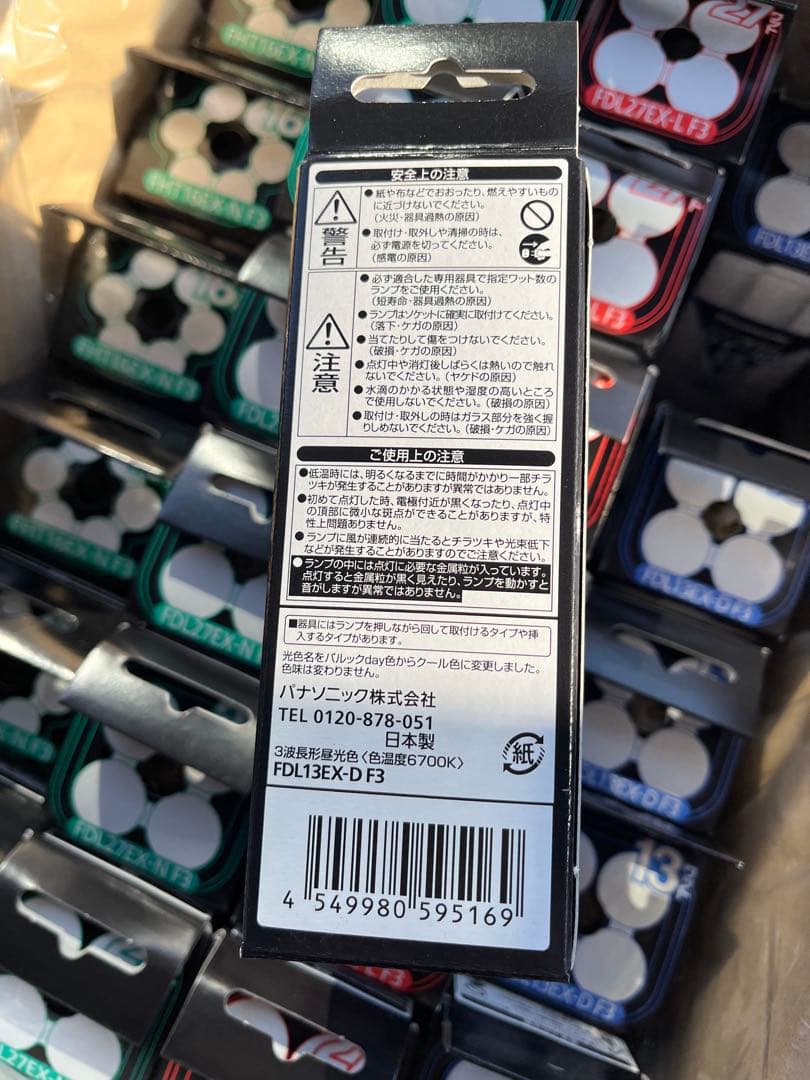 27
FDL27EX-L F3
安全上の注意
警告
●紙や布などでおおったり、燃えやすいもの
に近づけないでください。
(火災・器具過熱の原因)
●取付け・取外しや清掃の時は、
必ず電源を切ってください。
(感電の原因)
注意
●必ず適合した専用器具で指定ワット数の
ランプをご使用ください。
(短寿命・器具過熱の原因)
●ランプはソケットに確実に取付けてください。
(落下・ケガの原因)
●当てたりして傷をつけないでください。
(破損・ケガの原因)
●点灯中や消灯後しばらくは熱いので触れ
ないでください。(ヤケドの原因)
●水滴のかかる状態や湿度の高いところ
で使用しないでください。(破損の原因)
●取付け・取外しの時はガラス部分を強く握
りしめないでください。(破損・ケガの原因)
ご使用上の注意
●低温時には、明るくなるまでに時間がかかり一部チラ
ツキが発生することがありますが異常ではありません。
●初めて点灯した時、電極付近が黒くなったり、点灯中
の頂部に微小な斑点ができることがありますが、特
性上問題ありません。
●ランプに風が連続的に当たるとチラツキや光束低下
などが発生することがありますのでご注意ください。
●ランプの中には点灯に必要な金属粒が入っています。
点灯すると金属粒が黒く見えたり、ランプを動かすと
音がしますが異常ではありません。
■器具にはランプを押しながら回して取付けるタイプや挿
入するタイプがあります。
光色名をパルックday色からクール色に変更しました。
色味は変わりません。
パナソニック株式会社
TEL 0120-878-051
日本製
3波長形昼光色〈色温度6700K〉
FDL13EX-D F3
紙
4 549980 595169
FHT16EX-N F3
FDL27EX-N F3
FDL27EX-N F3
FDL13EX-D F3
13